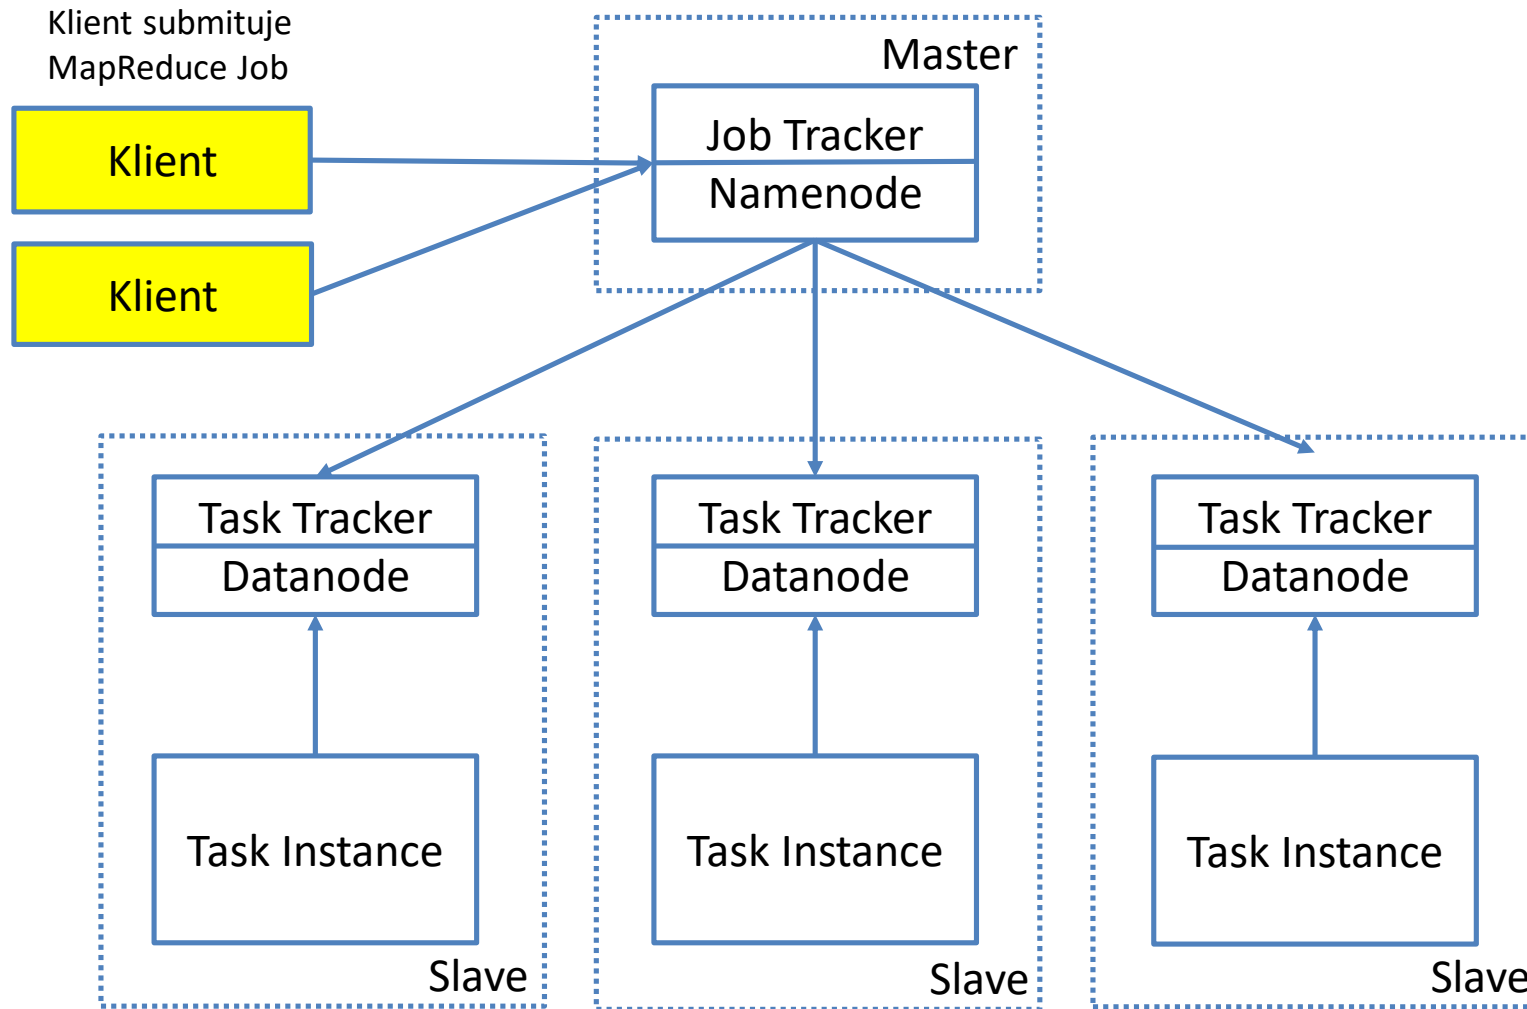 Klient submituje
MapReduce Job
Klient
Klient
Master
Job Tracker
Namenode
Task Tracker
Datanode
Task Instance
Slave
Task Tracker
Datanode
Task Instance
Slave
Task Tracker
Datanode
Task Instance
Slave